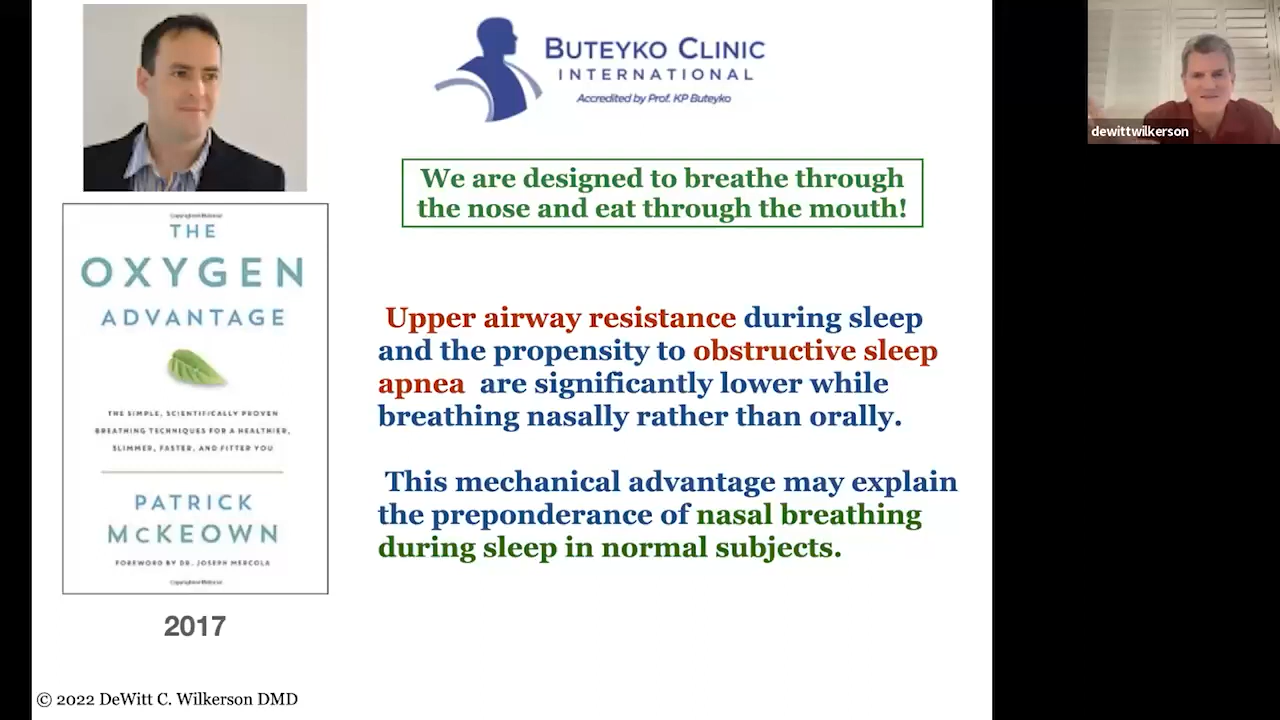 BUTEYKO CLINIC
INTERNATIONAL
Accredited by Prof. KP Buteyko
dewittwilkerson
We are designed to breathe through
the nose and eat through the mouth!
Copyrighted Material
THE
OXYGEN
ADVANTAGE
THE SIMPLE, SCIENTIFICALLY PROVEN
BREATHING TECHNIQUES FOR A HEALTHIER,
SLIMMER, FASTER, AND FITTER YOU
PATRICK
McKEOWN
FOREWORD BY DR. JOSEPH MERCOLA
Copyrighted Material
2017
Upper airway resistance during sleep
and the propensity to obstructive sleep
apnea are significantly lower while
breathing nasally rather than orally.
This mechanical advantage may explain
the preponderance of nasal breathing
during sleep in normal subjects.
© 2022 DeWitt C. Wilkerson DMD